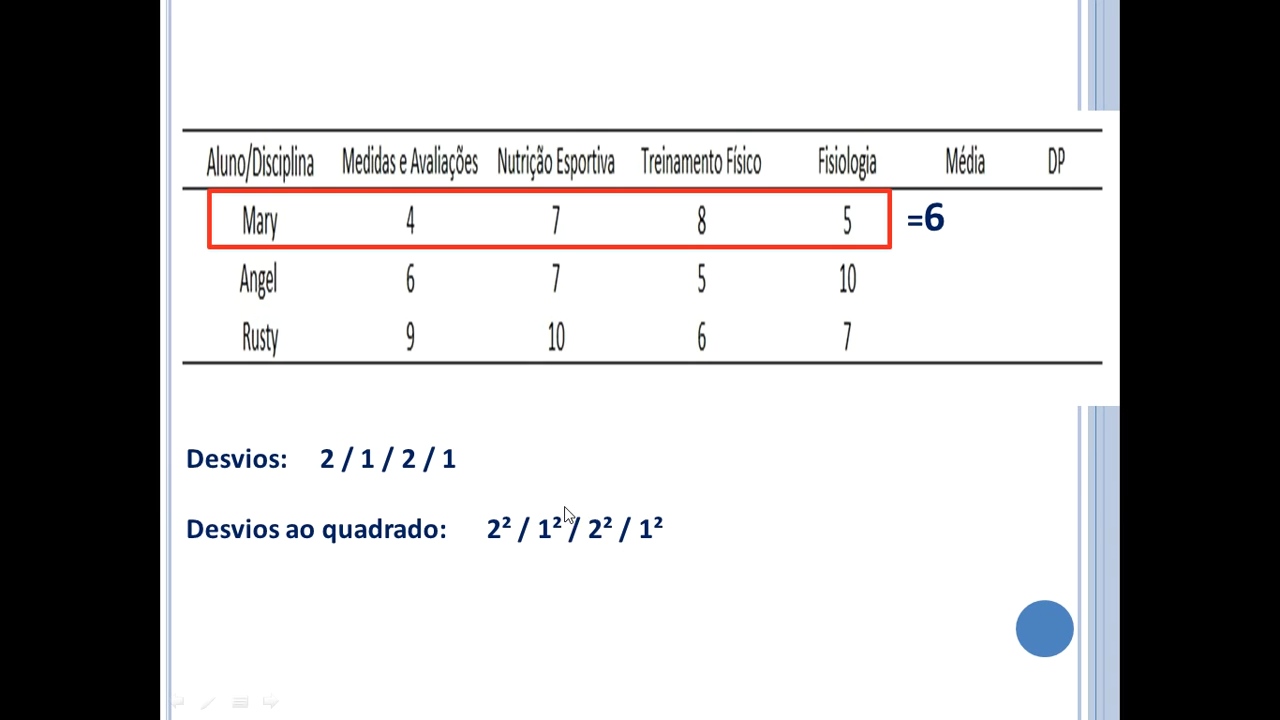 Aluno/Disciplina Medidas e Avaliações Nutrição Esportiva Treinamento Físico Fisiologia Média DP
Mary 4 7 8 5 =6
Angel 6 7 5 10
Rusty 9 10 6 7
Desvios: 2 / 1 / 2 / 1
Desvios ao quadrado: 2² / 1² / 2² / 1²